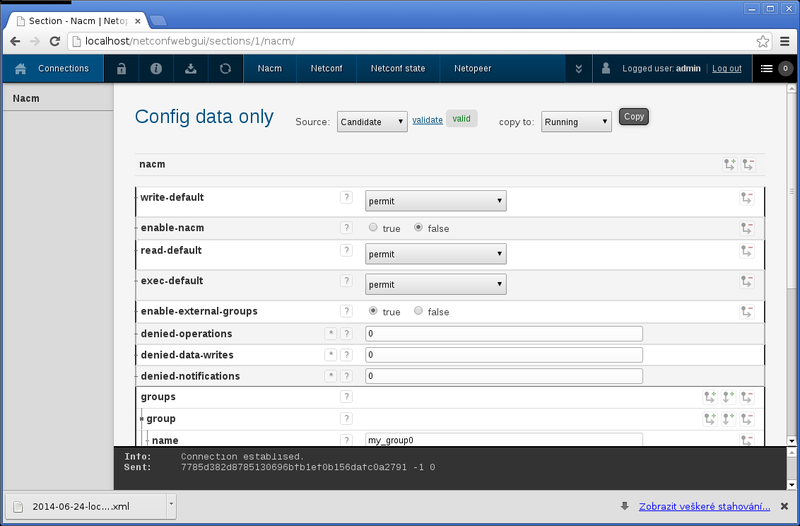 Section - Nacm | Netop
localhost/netconfwebgui/sections/1/nacm/
Connections Nacm Netconf Netconf state Netopeer Logged user: admin | Log out 0
Nacm
Config data only Source: Candidate validate valid copy to: Running Copy
nacm
write-default ? permit
enable-nacm ? true false
read-default ? permit
exec-default ? permit
enable-external-groups ? true false
denied-operations * ? 0
denied-data-writes * ? 0
denied-notifications * ? 0
groups ?
group ?
name ? my_group0
Info: Connection establised.
Sent: 7785d382d8785130696bfb1ef0b156dafc0a2791 -1 0
2014-06-24-loc....xml Zobrazit veškeré stahování...